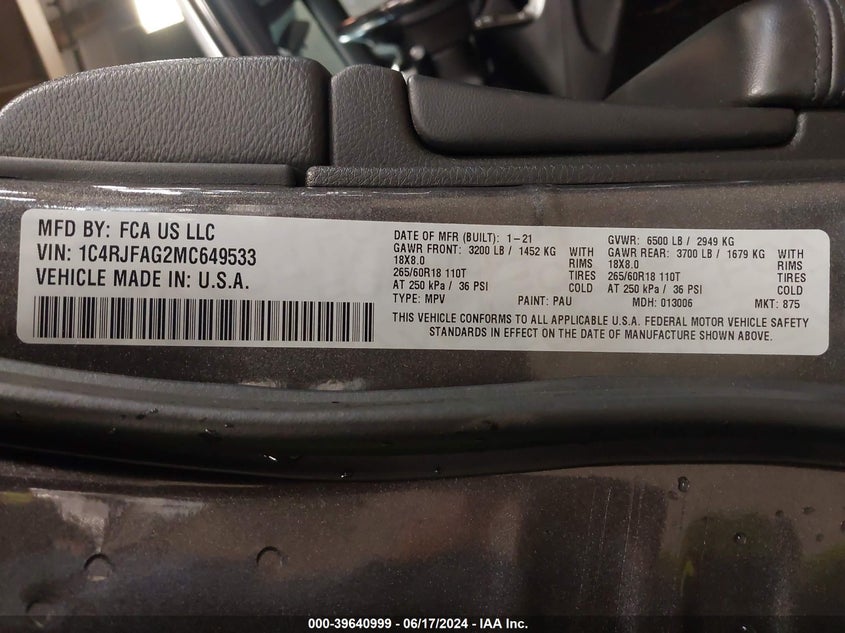 MFD BY: FCA US LLC
VIN: 1C4RJFAG2MC649533
VEHICLE MADE IN: U.S.A.
DATE OF MFR (BUILT): 1-21 GVWR: 6500 LB / 2949 KG
GAWR FRONT: 3200 LB / 1452 KG WITH GAWR REAR: 3700 LB / 1679 KG WITH
18X8.0 RIMS 18X8.0 RIMS
265/60R18 110T TIRES 265/60R18 110T TIRES
AT 250 kPa / 36 PSI COLD AT 250 kPa / 36 PSI COLD
TYPE: MPV PAINT: PAU MDH: 013006 MKT: 875
THIS VEHICLE CONFORMS TO ALL APPLICABLE U.S.A. FEDERAL MOTOR VEHICLE SAFETY
STANDARDS IN EFFECT ON THE DATE OF MANUFACTURE SHOWN ABOVE.
000-39640999 - 06/17/2024 - IAA Inc.